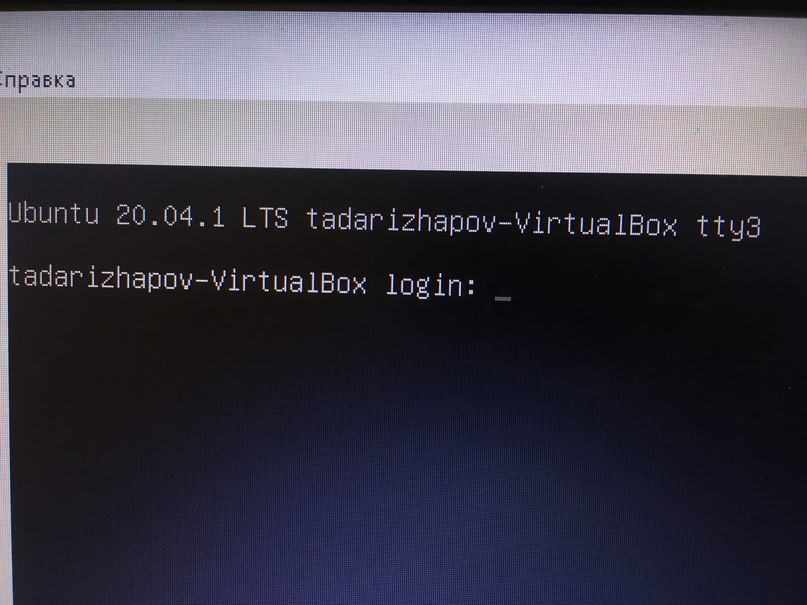 Справка
Ubuntu 20.04.1 LTS tadarizhapov-VirtualBox tty3
tadarizhapov-VirtualBox login: _